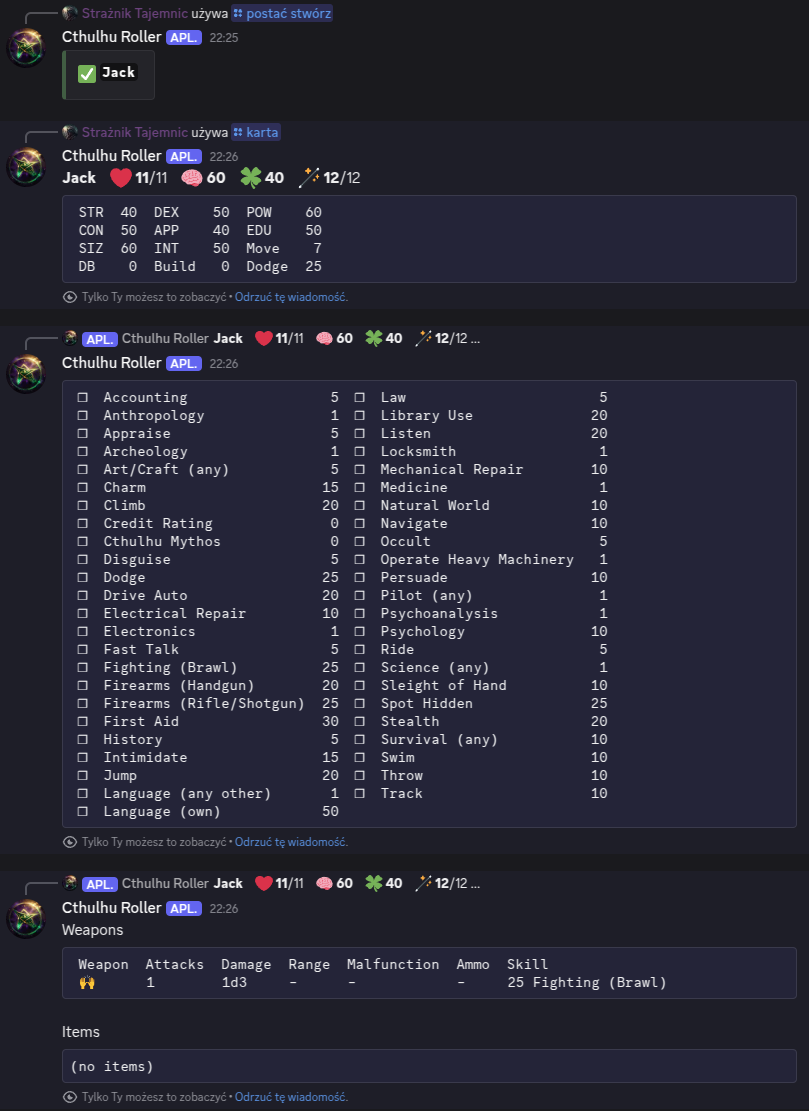 Strażnik Tajemnic używa postać stwórz
Cthulhu Roller APL. 22:25
Jack
Strażnik Tajemnic używa karta
Cthulhu Roller APL. 22:26
Jack 11/11 60 40 12/12
STR 40 DEX 50 POW 60
CON 50 APP 40 EDU 50
SIZ 60 INT 50 Move 7
DB 0 Build 0 Dodge 25
Tylko Ty możesz to zobaczyć • Odrzuć tę wiadomość.
APL. Cthulhu Roller Jack 11/11 60 40 12/12 ...
Cthulhu Roller APL. 22:26
Accounting 5 Law 5
Anthropology 1 Library Use 20
Appraise 5 Listen 20
Archeology 1 Locksmith 1
Art/Craft (any) 5 Mechanical Repair 10
Charm 15 Medicine 1
Climb 20 Natural World 10
Credit Rating 0 Navigate 10
Cthulhu Mythos 0 Occult 5
Disguise 5 Operate Heavy Machinery 1
Dodge 25 Persuade 10
Drive Auto 20 Pilot (any) 1
Electrical Repair 10 Psychoanalysis 1
Electronics 1 Psychology 10
Fast Talk 5 Ride 5
Fighting (Brawl) 25 Science (any) 1
Firearms (Handgun) 20 Sleight of Hand 10
Firearms (Rifle/Shotgun) 25 Spot Hidden 25
First Aid 30 Stealth 20
History 5 Survival (any) 10
Intimidate 15 Swim 10
Jump 20 Throw 10
Language (any other) 1 Track 10
Language (own) 50
Tylko Ty możesz to zobaczyć • Odrzuć tę wiadomość.
APL. Cthulhu Roller Jack 11/11 60 40 12/12 ...
Cthulhu Roller APL. 22:26
Weapons
Weapon Attacks Damage Range Malfunction Ammo Skill
1 1d3 - - - 25 Fighting (Brawl)
Items
(no items)
Tylko Ty możesz to zobaczyć • Odrzuć tę wiadomość.